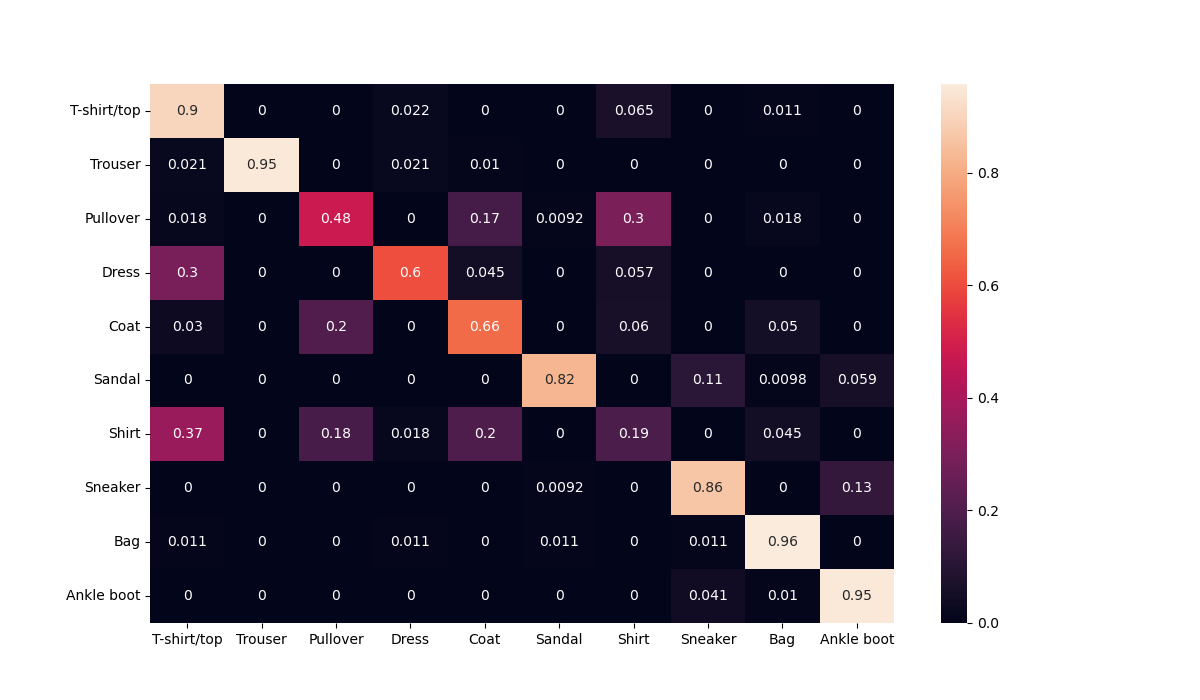 T-shirt/top 0.9 0 0 0.022 0 0 0.065 0 0.011 0
Trouser 0.021 0.95 0 0.021 0.01 0 0 0 0 0
0.8
Pullover 0.018 0 0.48 0 0.17 0.0092 0.3 0 0.018 0
Dress 0.3 0 0 0.6 0.045 0 0.057 0 0 0
0.6
Coat 0.03 0 0.2 0 0.66 0 0.06 0 0.05 0
Sandal 0 0 0 0 0 0.82 0 0.11 0.0098 0.059
0.4
Shirt 0.37 0 0.18 0.018 0.2 0 0.19 0 0.045 0
Sneaker 0 0 0 0 0 0.0092 0 0.86 0 0.13
0.2
Bag 0.011 0 0 0.011 0 0.011 0 0.011 0.96 0
Ankle boot 0 0 0 0 0 0 0 0.041 0.01 0.95
0.0
T-shirt/top Trouser Pullover Dress Coat Sandal Shirt Sneaker Bag Ankle boot